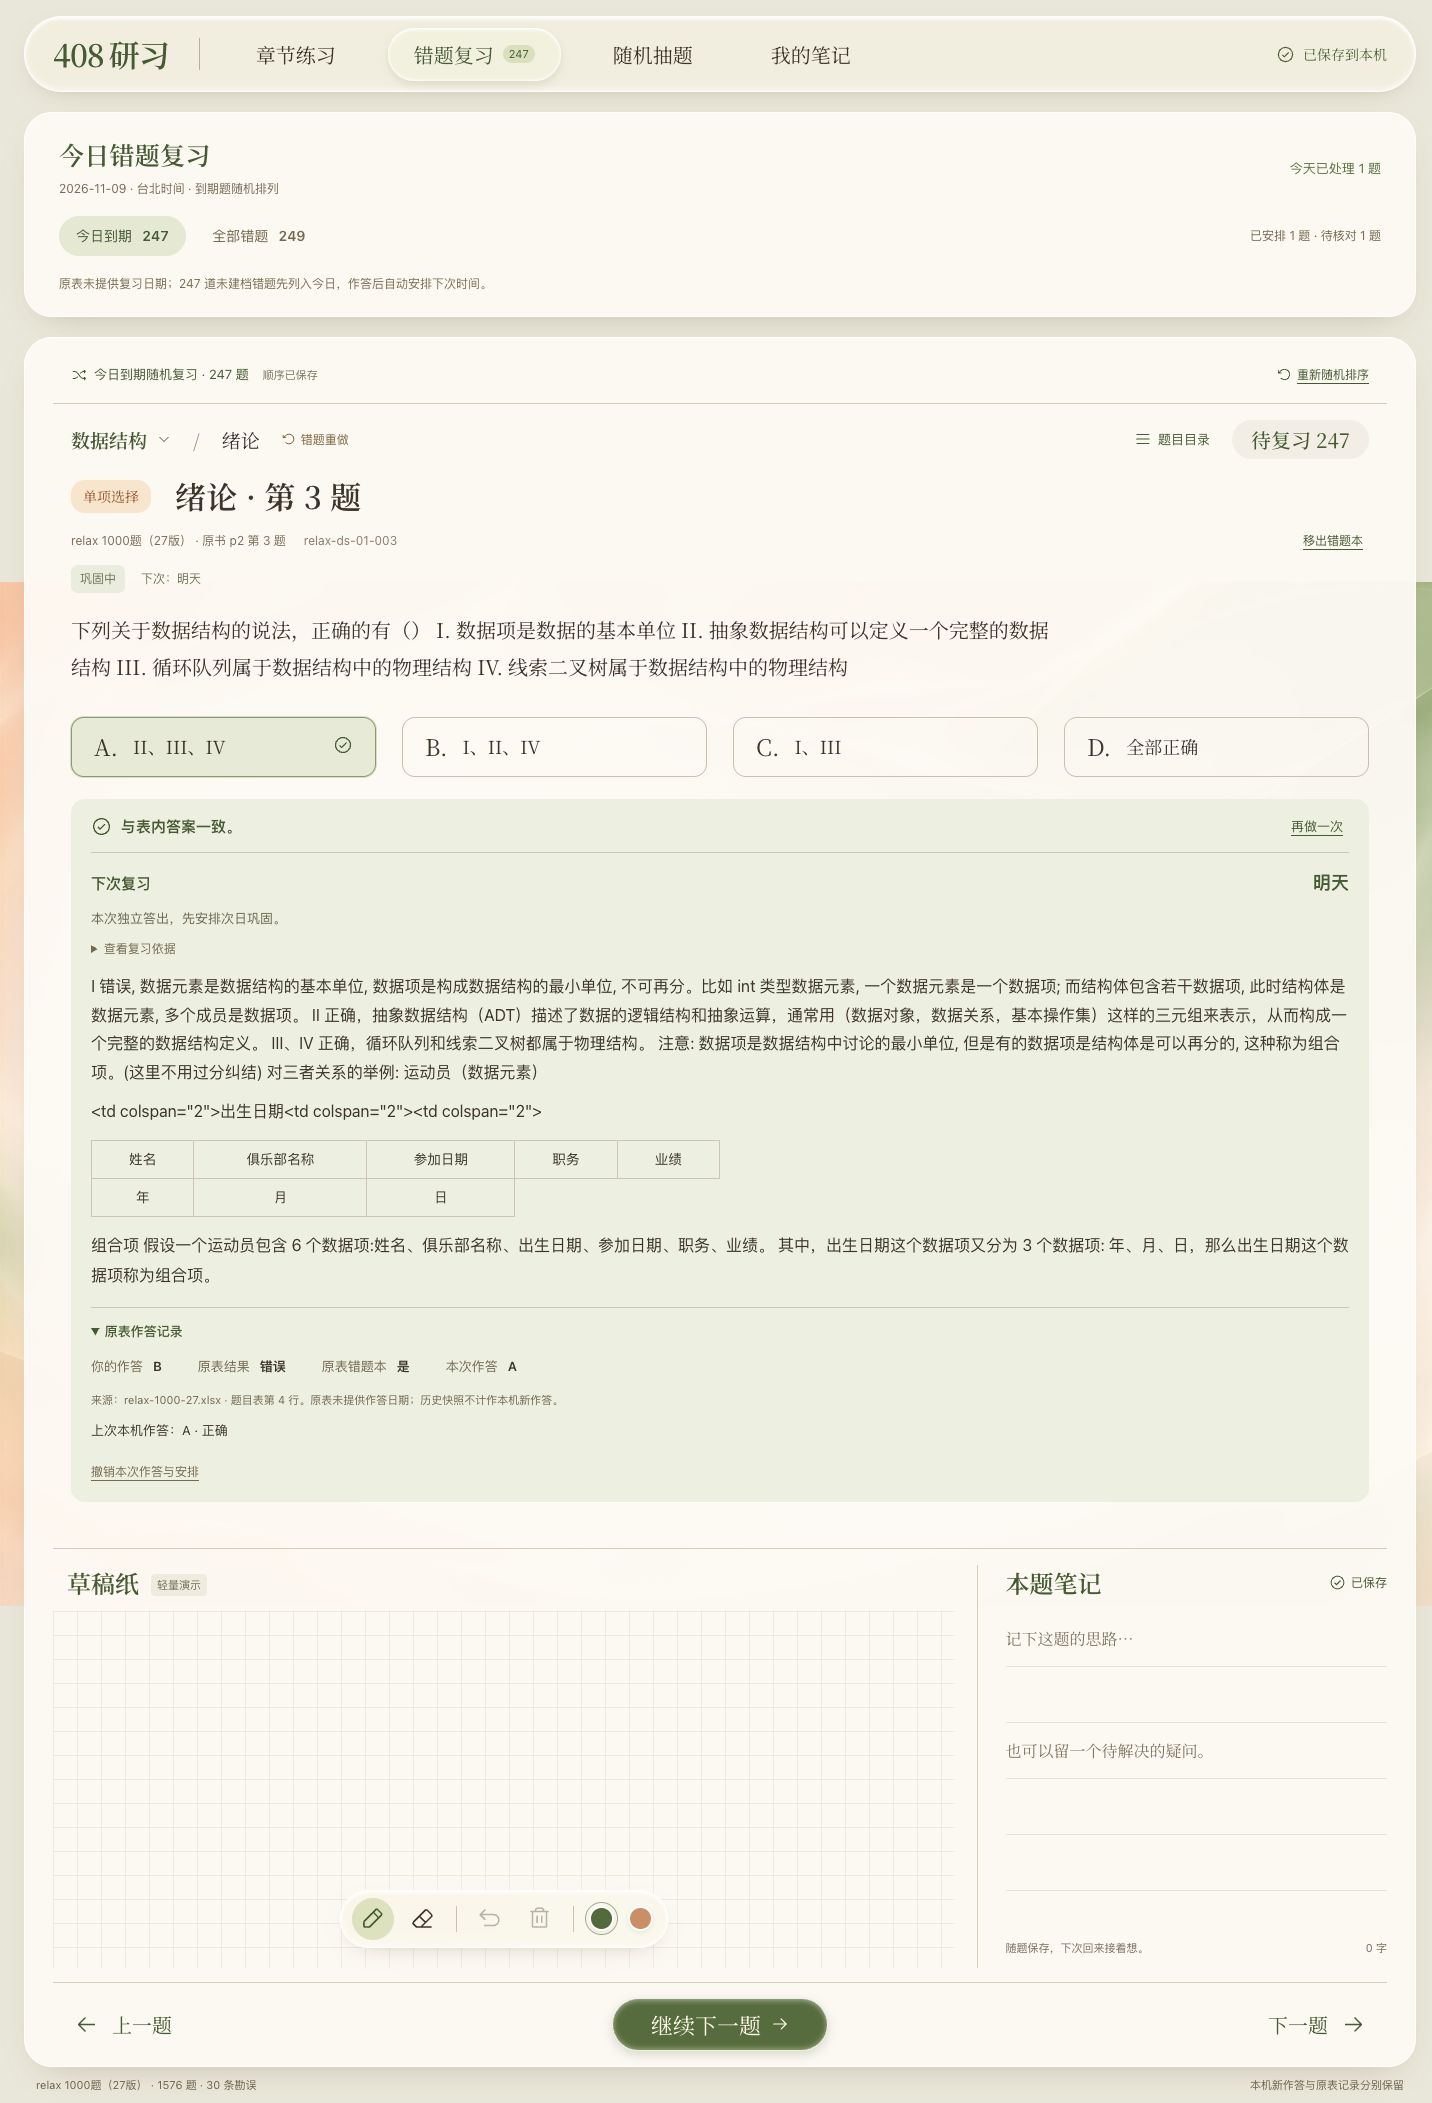 408 研习
章节练习
错题复习 247
随机抽题
我的笔记
已保存到本机
今日错题复习
2026-11-09 · 台北时间 · 到期题随机排列
今天已处理 1 题
今日到期 247
全部错题 249
已安排 1 题 · 待核对 1 题
原表未提供复习日期；247 道未建档错题先列入今日，作答后自动安排下次时间。
今日到期随机复习 · 247 题 顺序已保存
重新随机排序
数据结构 / 绪论 错题重做
题目目录
待复习 247
单项选择 绪论 · 第 3 题
relax 1000题（27版） · 原书 p2 第 3 题 relax-ds-01-003
移出错题本
巩固中 下次：明天
下列关于数据结构的说法，正确的有（） I. 数据项是数据的基本单位 II. 抽象数据结构可以定义一个完整的数据
结构 III. 循环队列属于数据结构中的物理结构 IV. 线索二叉树属于数据结构中的物理结构
A. II、III、IV
B. I、II、IV
C. I、III
D. 全部正确
与表内答案一致。
再做一次
下次复习
明天
本次独立答出，先安排次日巩固。
▶ 查看复习依据
I 错误, 数据元素是数据结构的基本单位, 数据项是构成数据结构的最小单位, 不可再分。比如 int 类型数据元素, 一个数据元素是一个数据项; 而结构体包含若干数据项, 此时结构体是
数据元素, 多个成员是数据项。 II 正确，抽象数据结构（ADT）描述了数据的逻辑结构和抽象运算，通常用（数据对象，数据关系，基本操作集）这样的三元组来表示，从而构成一
个完整的数据结构定义。 III、IV 正确，循环队列和线索二叉树都属于物理结构。 注意: 数据项是数据结构中讨论的最小单位, 但是有的数据项是结构体是可以再分的, 这种称为组合
项。(这里不用过分纠结) 对三者关系的举例: 运动员（数据元素）
<td colspan="2">出生日期<td colspan="2"><td colspan="2">
姓名 俱乐部名称 参加日期 职务 业绩
年 月 日
组合项 假设一个运动员包含 6 个数据项:姓名、俱乐部名称、出生日期、参加日期、职务、业绩。 其中，出生日期这个数据项又分为 3 个数据项: 年、月、日，那么出生日期这个数
据项称为组合项。
▼ 原表作答记录
你的作答 B 原表结果 错误 原表错题本 是 本次作答 A
来源：relax-1000-27.xlsx · 题目表第 4 行。原表未提供作答日期；历史快照不计作本机新作答。
上次本机作答：A · 正确
撤销本次作答与安排
草稿纸 轻量演示
本题笔记
已保存
记下这题的思路…
也可以留一个待解决的疑问。
随题保存，下次回来接着想。
0 字
← 上一题
继续下一题 →
下一题 →
relax 1000题（27版） · 1576 题 · 30 条勘误
本机新作答与原表记录分别保留